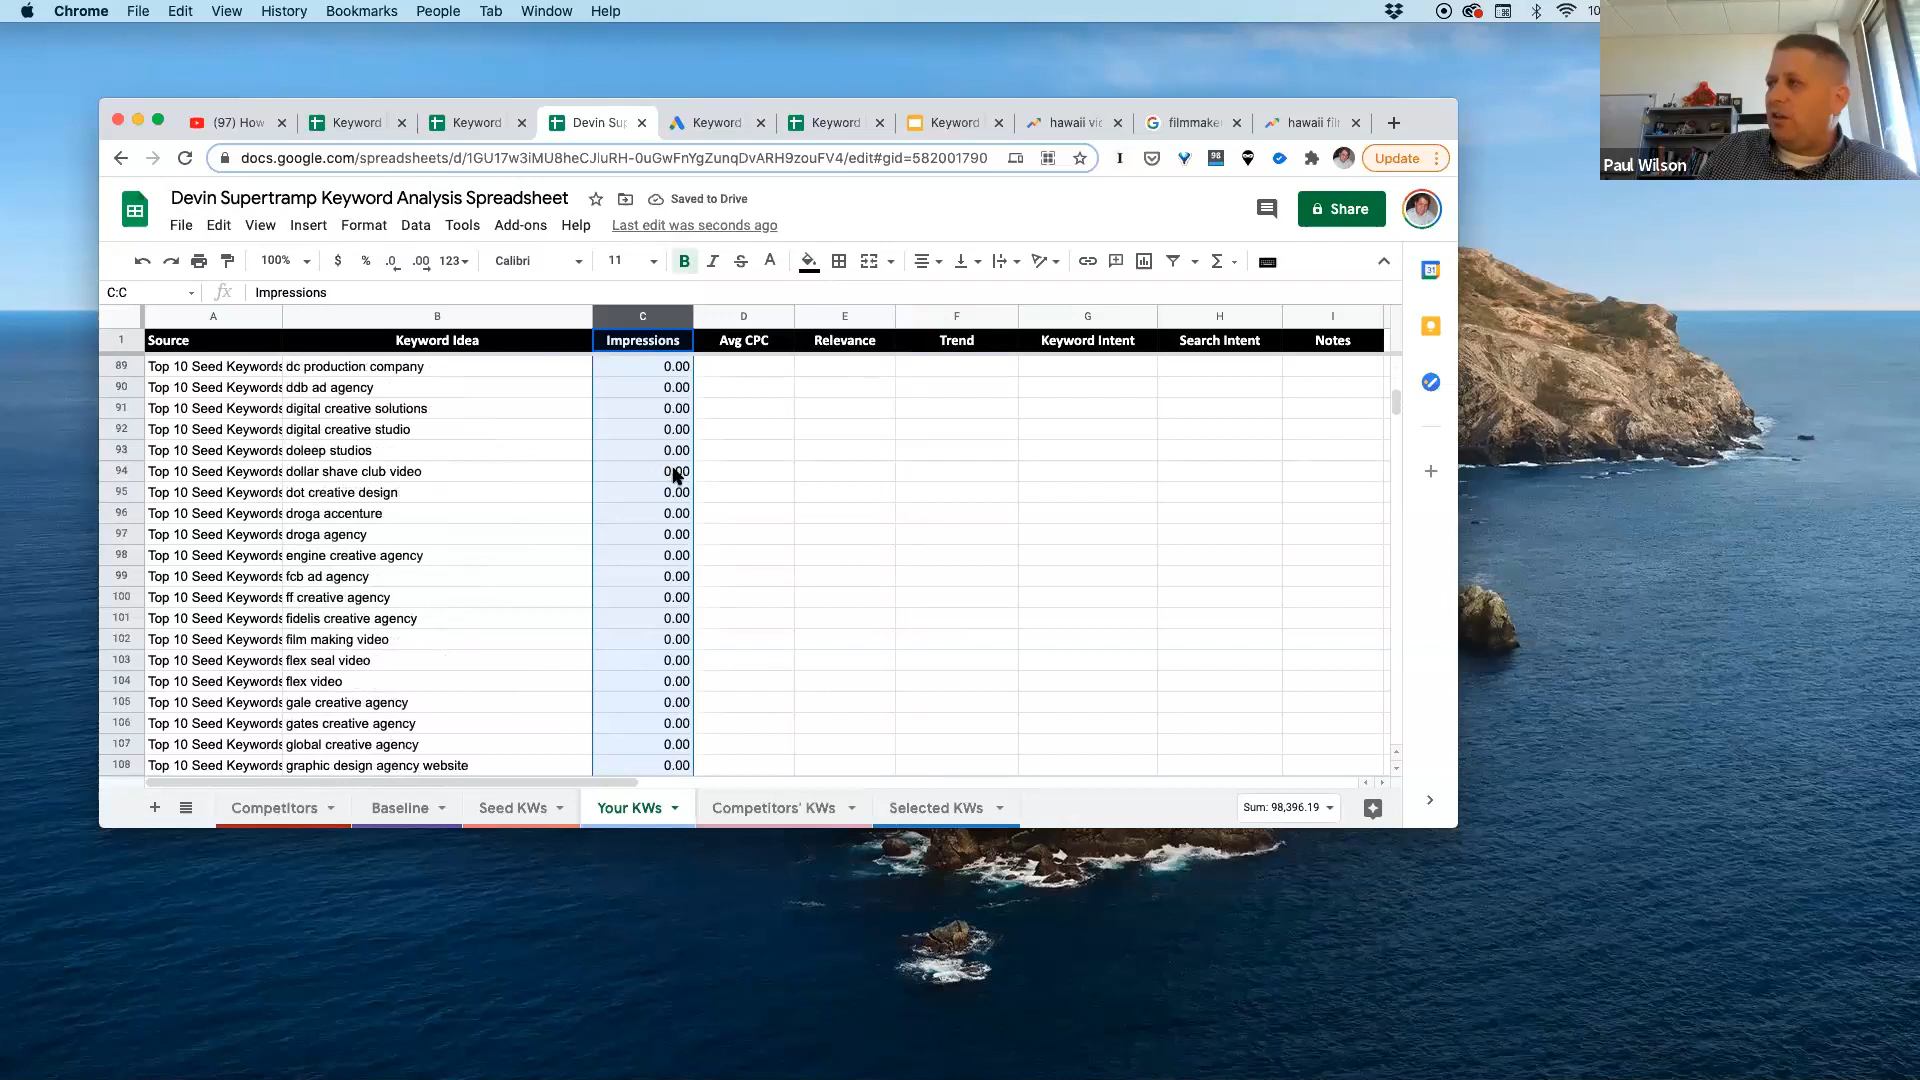 Chrome File Edit View History Bookmarks People Tab Window Help 10
(97) How Keyword Keyword Devin Sup Keyword Keyword Keyword hawaii vid filmmake hawaii fil
docs.google.com/spreadsheets/d/1GU17w3iMU8heCJluRH-0uGwFnYgZunqDvARH9zouFV4/edit#gid=582001790 98 Update
Paul Wilson
Devin Supertramp Keyword Analysis Spreadsheet Saved to Drive
Share
File Edit View Insert Format Data Tools Add-ons Help Last edit was seconds ago
100% $ % .0 .00 123 Calibri 11 B I S A
C:C fx Impressions
A B C D E F G H I
1 Source Keyword Idea Impressions Avg CPC Relevance Trend Keyword Intent Search Intent Notes
89 Top 10 Seed Keywords dc production company 0.00
90 Top 10 Seed Keywords ddb ad agency 0.00
91 Top 10 Seed Keywords digital creative solutions 0.00
92 Top 10 Seed Keywords digital creative studio 0.00
93 Top 10 Seed Keywords doleep studios 0.00
94 Top 10 Seed Keywords dollar shave club video 0.00
95 Top 10 Seed Keywords dot creative design 0.00
96 Top 10 Seed Keywords droga accenture 0.00
97 Top 10 Seed Keywords droga agency 0.00
98 Top 10 Seed Keywords engine creative agency 0.00
99 Top 10 Seed Keywords fcb ad agency 0.00
100 Top 10 Seed Keywords ff creative agency 0.00
101 Top 10 Seed Keywords fidelis creative agency 0.00
102 Top 10 Seed Keywords film making video 0.00
103 Top 10 Seed Keywords flex seal video 0.00
104 Top 10 Seed Keywords flex video 0.00
105 Top 10 Seed Keywords gale creative agency 0.00
106 Top 10 Seed Keywords gates creative agency 0.00
107 Top 10 Seed Keywords global creative agency 0.00
108 Top 10 Seed Keywords graphic design agency website 0.00
Competitors Baseline Seed KWs Your KWs Competitors' KWs Selected KWs Sum: 98,396.19